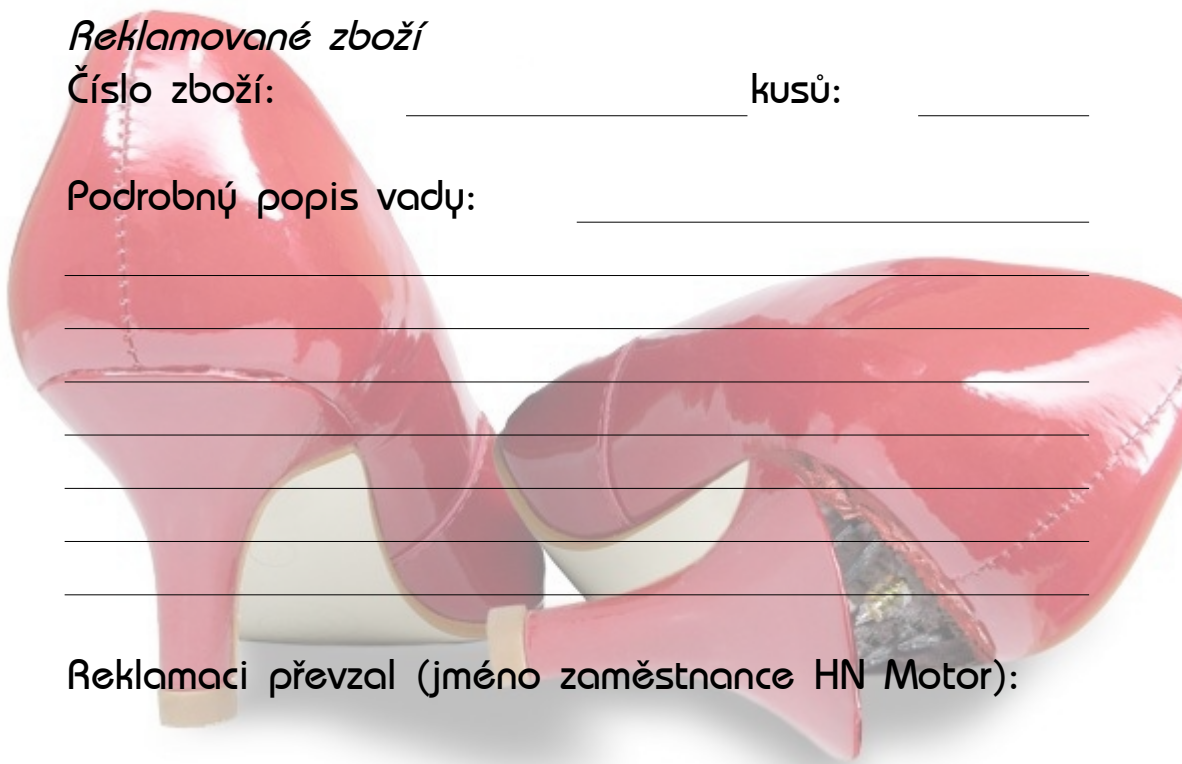 Reklamované zboží
Číslo zboží: kusů:
Podrobný popis vady:
Reklamaci převzal (jméno zaměstnance HN Motor):